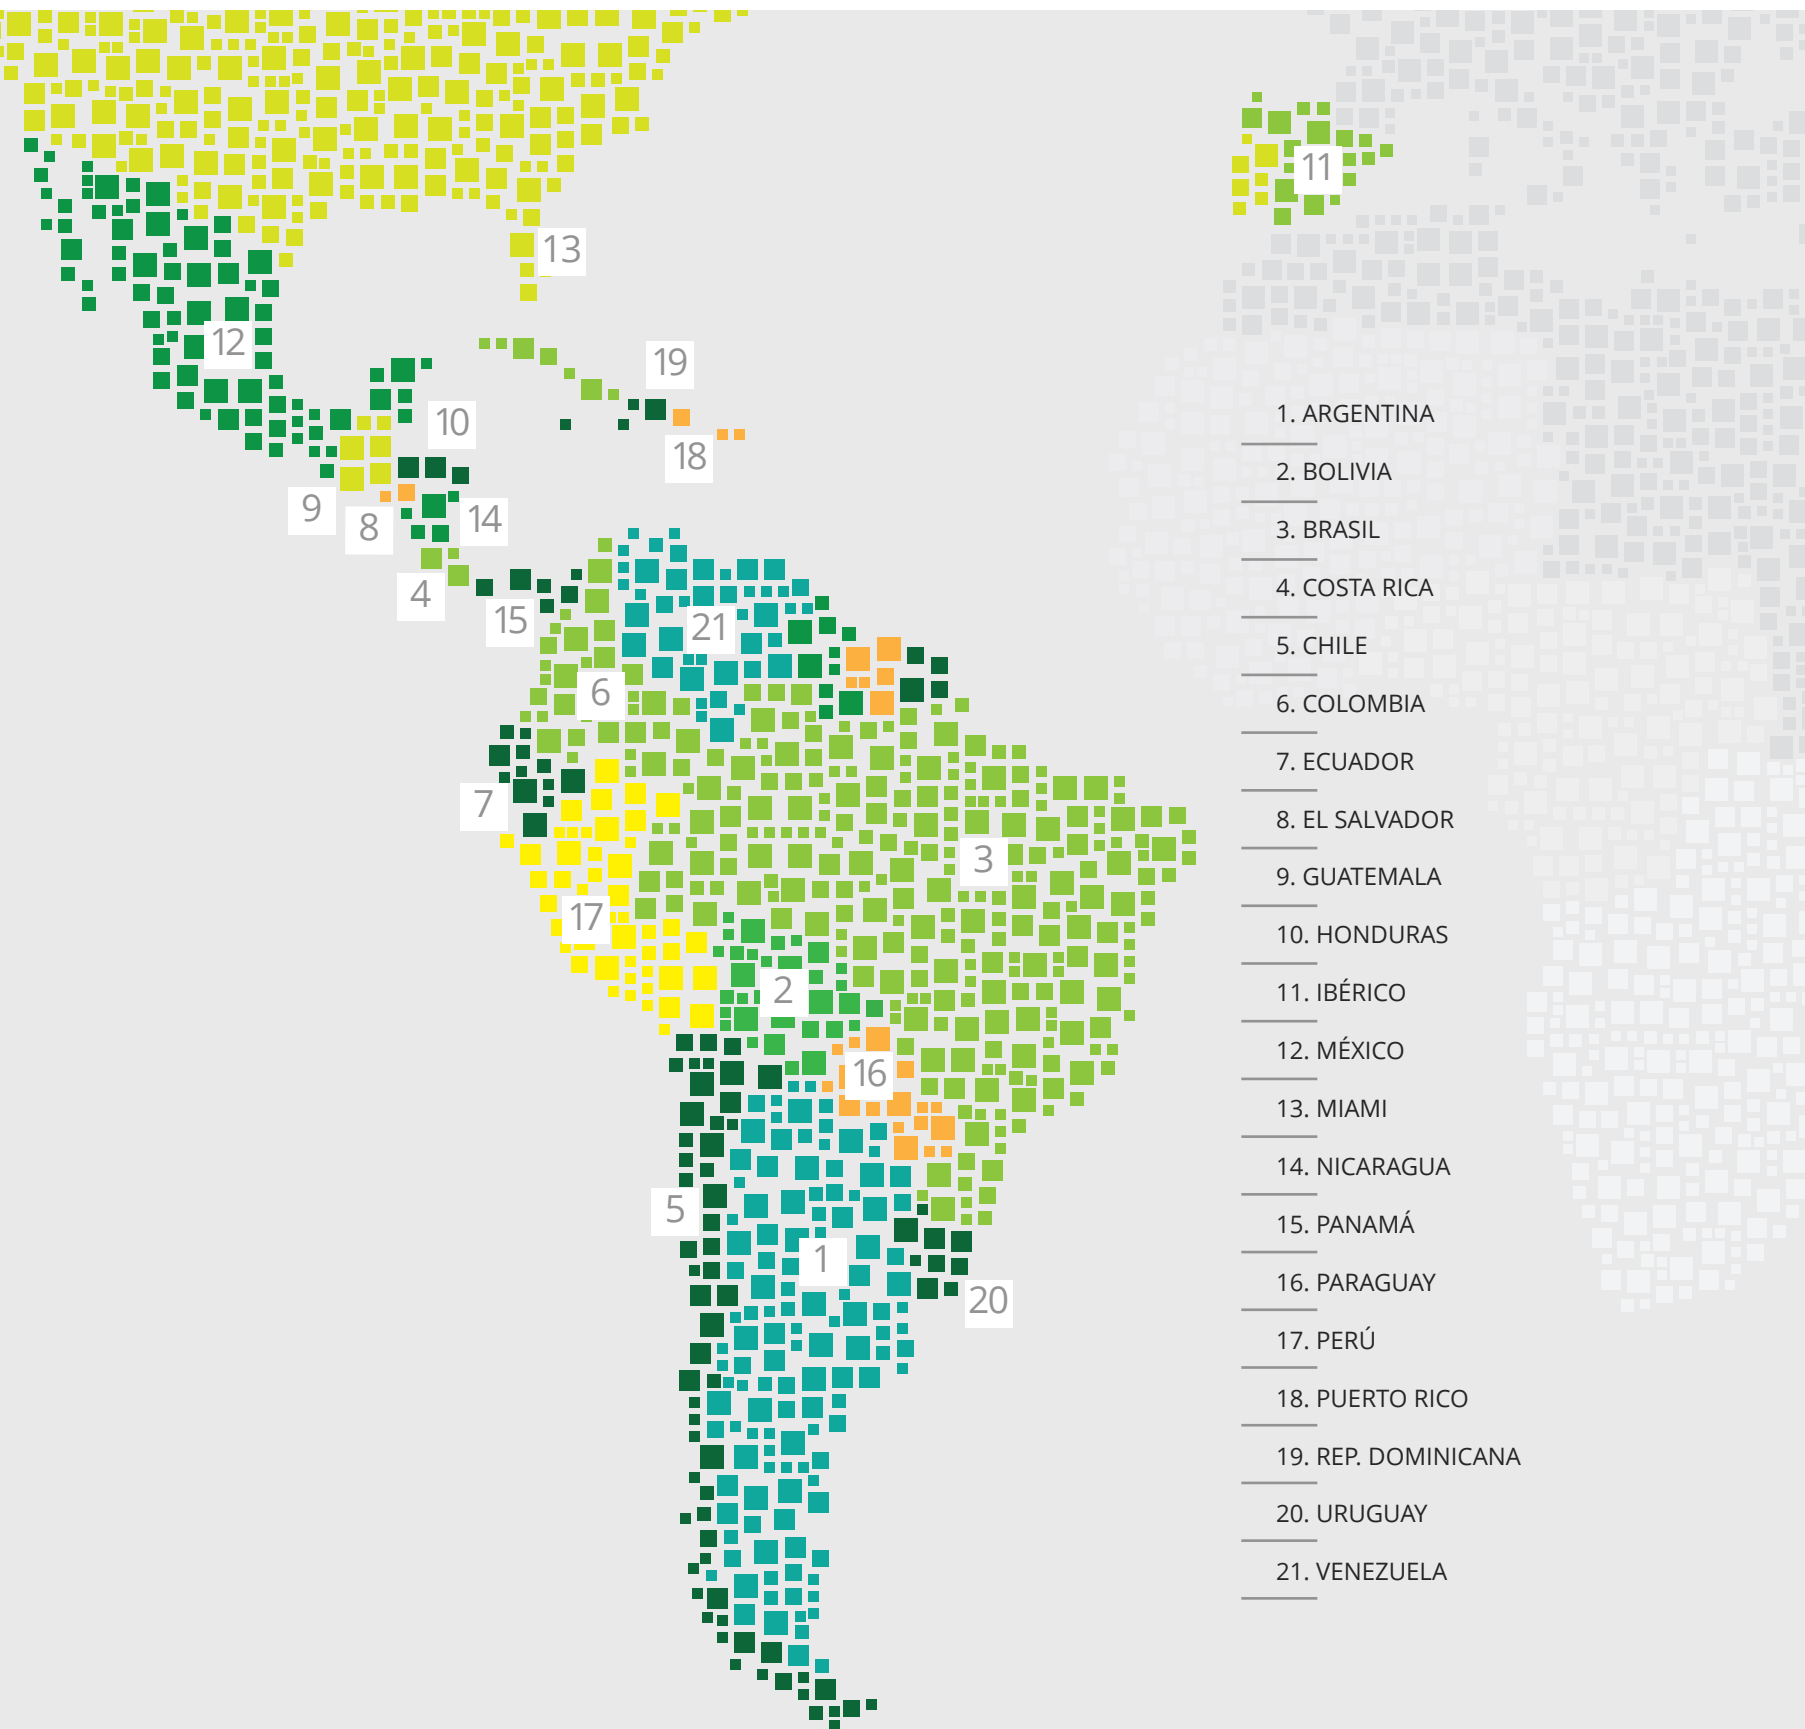 11
13
12
19
10
18
9
8
14
4
15
21
6
7
3
17
2
16
5
1
20
1. ARGENTINA
2. BOLIVIA
3. BRASIL
4. COSTA RICA
5. CHILE
6. COLOMBIA
7. ECUADOR
8. EL SALVADOR
9. GUATEMALA
10. HONDURAS
11. IBÉRICO
12. MÉXICO
13. MIAMI
14. NICARAGUA
15. PANAMÁ
16. PARAGUAY
17. PERÚ
18. PUERTO RICO
19. REP. DOMINICANA
20. URUGUAY
21. VENEZUELA